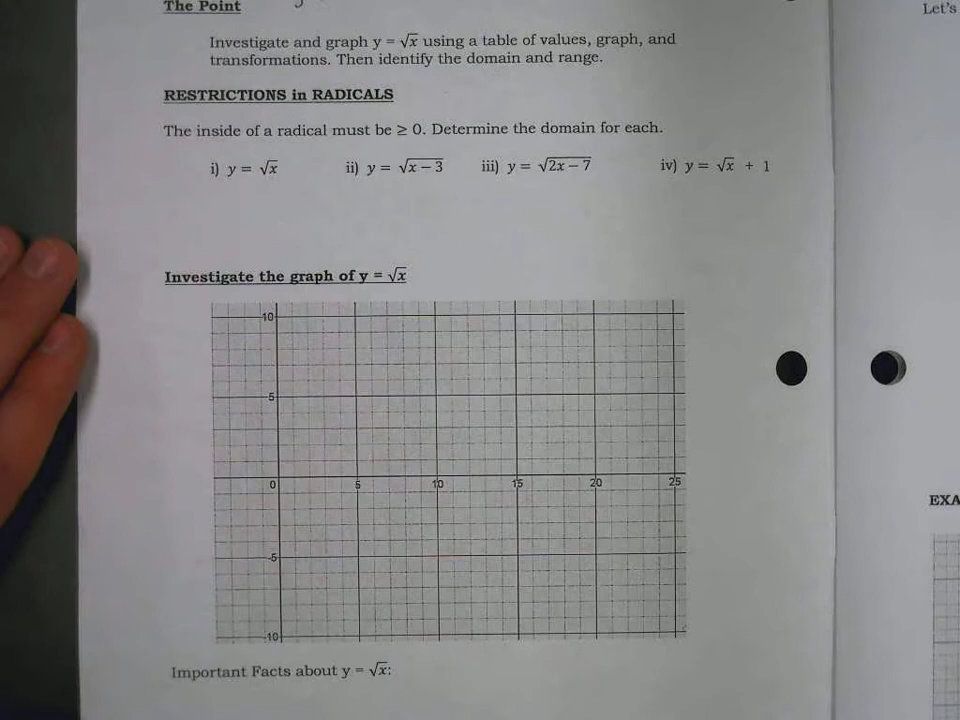 The Point
Let's
Investigate and graph y = √x using a table of values, graph, and
transformations. Then identify the domain and range.
RESTRICTIONS in RADICALS
The inside of a radical must be ≥ 0. Determine the domain for each.
i) y = √x ii) y = √(x − 3) iii) y = √(2x − 7) iv) y = √x + 1
Investigate the graph of y = √x
10
5
0 5 10 15 20 25
-5
-10
EXA
Important Facts about y = √x: